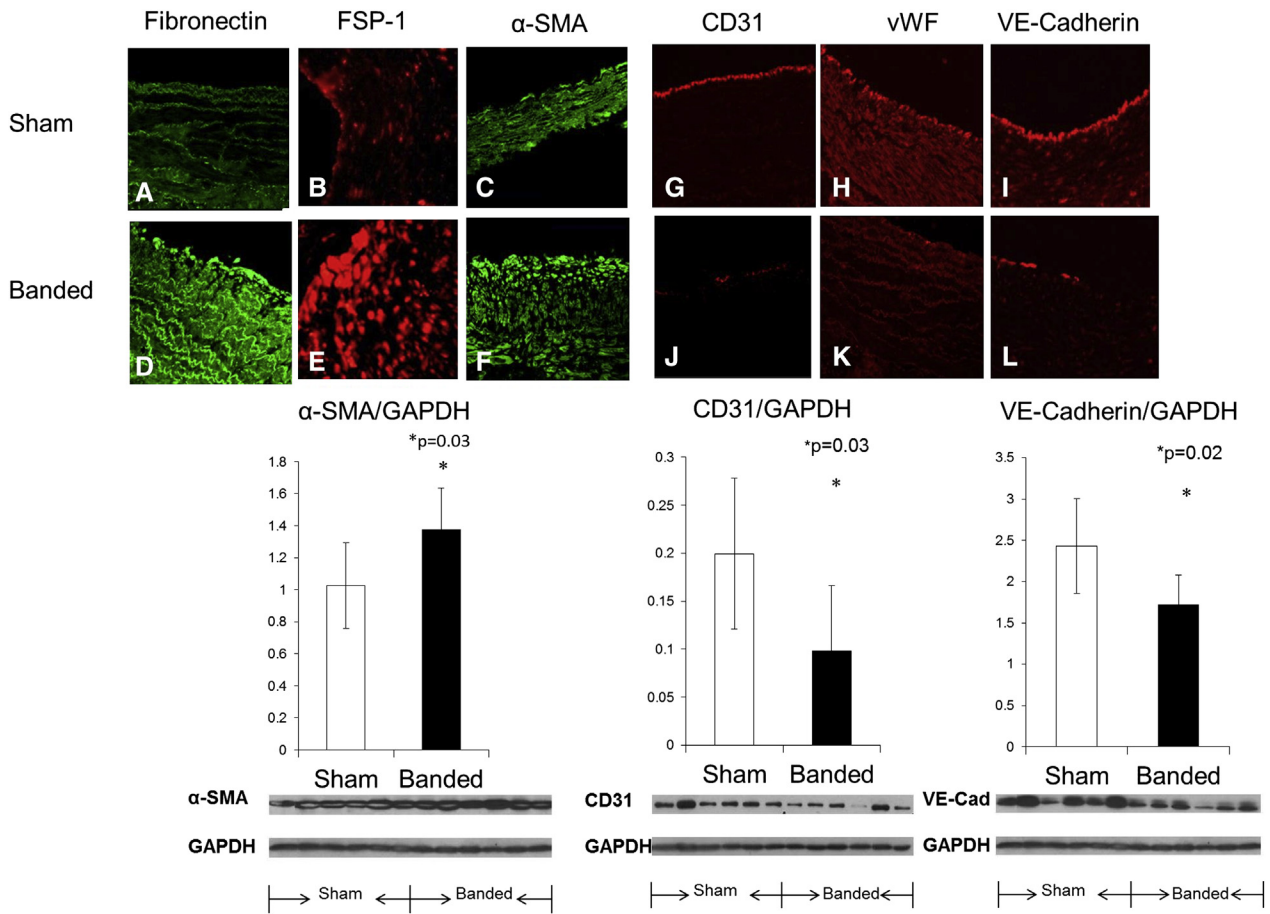 Fibronectin FSP-1 α-SMA CD31 vWF VE-Cadherin
Sham
A B C G H I
Banded
D E F J K L
α-SMA/GAPDH CD31/GAPDH VE-Cadherin/GAPDH
*p=0.03 *p=0.03 *p=0.02
* * *
1.8
1.6
1.4
1.2
1
0.8
0.6
0.4
0.2
0
0.3
0.25
0.2
0.15
0.1
0.05
0
3.5
3
2.5
2
1.5
1
0.5
0
Sham Banded Sham Banded Sham Banded
α-SMA CD31 VE-Cad
GAPDH GAPDH GAPDH
Sham Banded Sham Banded Sham Banded